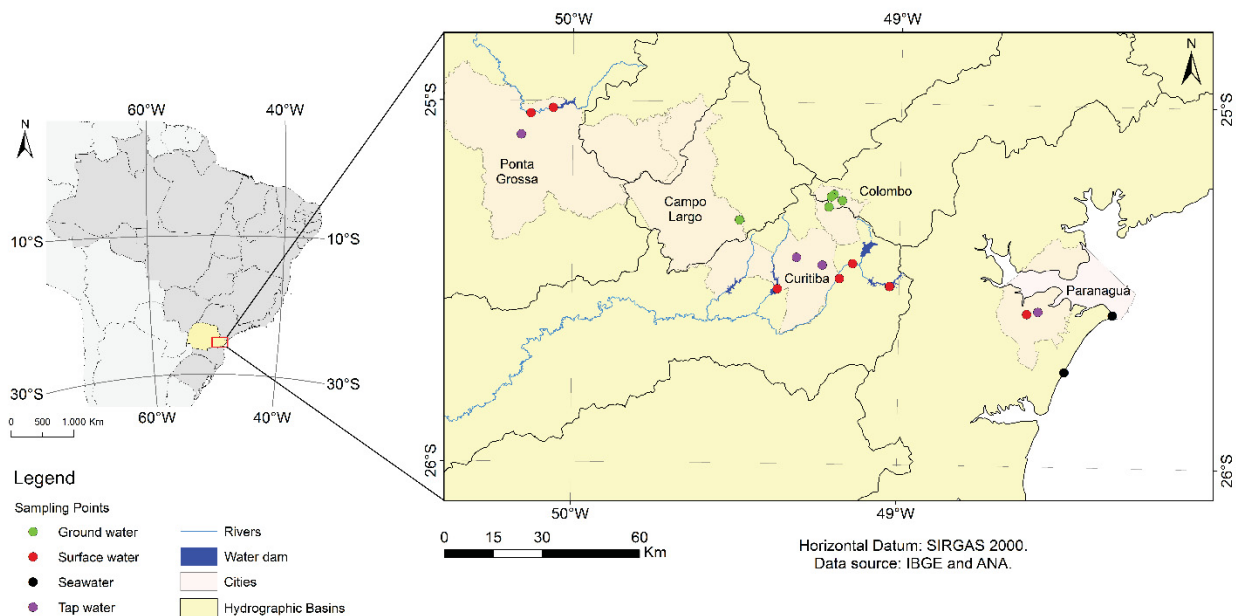 60°W
40°W
N
10°S
10°S
30°S
30°S
60°W
40°W
0 500 1.000 Km
50°W
49°W
N
25°S
25°S
Ponta
Grossa
Campo
Largo
Colombo
Curitiba
Paranaguá
26°S
26°S
50°W
49°W
0 15 30 45 60
Km
Horizontal Datum: SIRGAS 2000.
Data source: IBGE and ANA.
Legend
Sampling Points
Ground water
Surface water
Seawater
Tap water
Rivers
Water dam
Cities
Hydrographic Basins